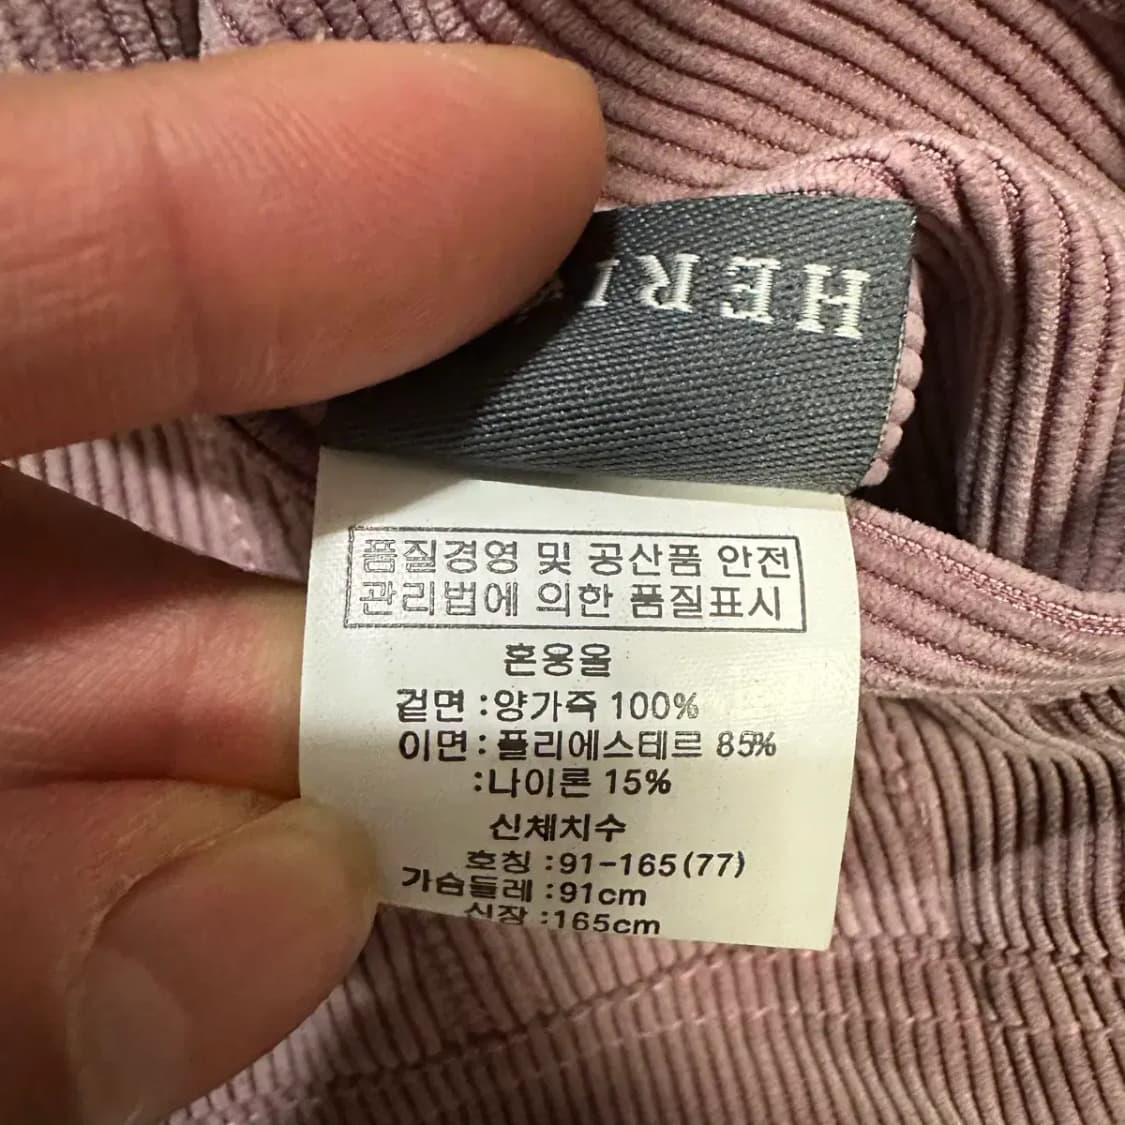 품질경영 및 공산품 안전
관리법에 의한 품질표시
혼용율
겉면 :양가죽 100%
이면 : 폴리에스테르 85%
:나이론 15%
신체치수
호칭 :91-165(77)
가슴둘레 :91cm
신장 :165cm